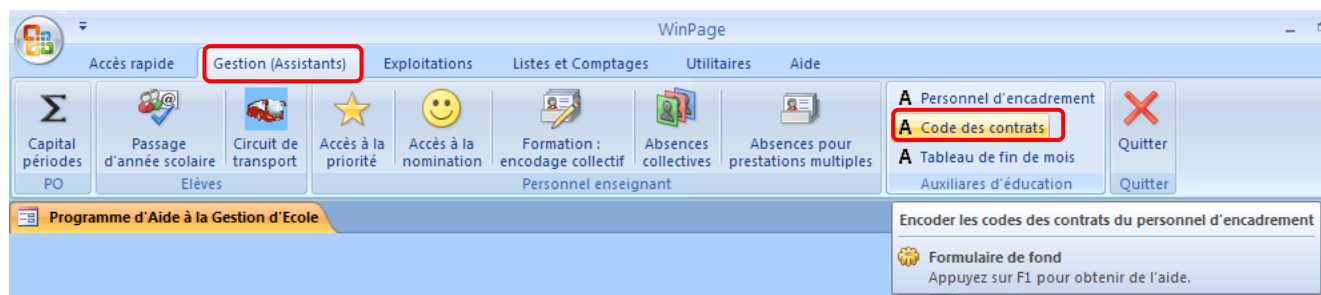 WinPage
Accès rapide Gestion (Assistants) Exploitations Listes et Comptages Utilitaires Aide
Σ
Capital
périodes
PO
Passage
d'année scolaire
Circuit de
transport
Elèves
Accès à la
priorité
Accès à la
nomination
Formation :
encodage collectif
Absences
collectives
Absences pour
prestations multiples
Personnel enseignant
A Personnel d'encadrement
A Code des contrats
A Tableau de fin de mois
Auxiliares d'éducation
Quitter
Quitter
Programme d'Aide à la Gestion d'Ecole
Encoder les codes des contrats du personnel d'encadrement
Formulaire de fond
Appuyez sur F1 pour obtenir de l'aide.